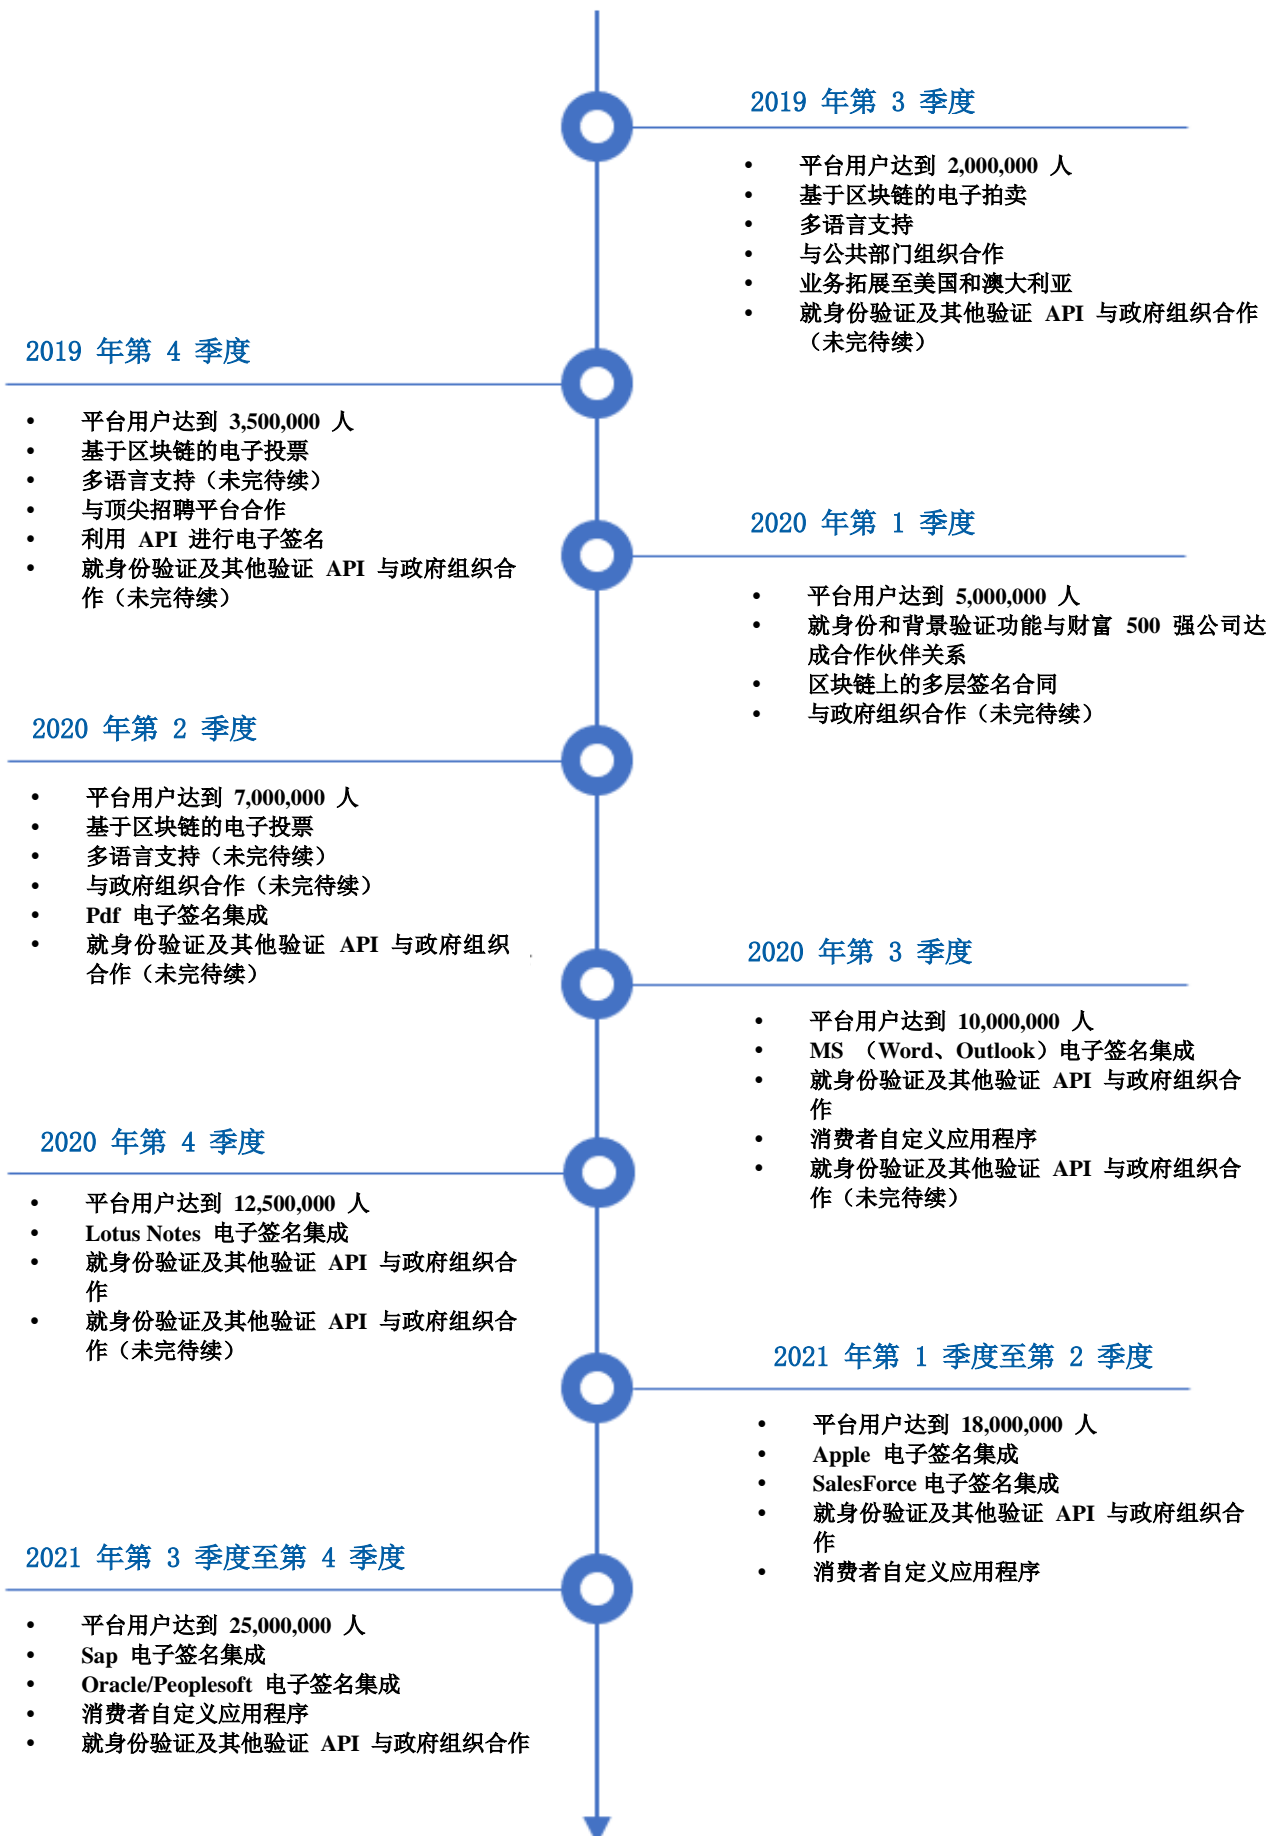 2019 年第 3 季度
• 平台用户达到 2,000,000 人
• 基于区块链的电子拍卖
• 多语言支持
• 与公共部门组织合作
• 业务拓展至美国和澳大利亚
• 就身份验证及其他验证 API 与政府组织合作
（未完待续）
2019 年第 4 季度
• 平台用户达到 3,500,000 人
• 基于区块链的电子投票
• 多语言支持（未完待续）
• 与顶尖招聘平台合作
• 利用 API 进行电子签名
• 就身份验证及其他验证 API 与政府组织合
作（未完待续）
2020 年第 1 季度
• 平台用户达到 5,000,000 人
• 就身份和背景验证功能与财富 500 强公司达
成合作伙伴关系
• 区块链上的多层签名合同
• 与政府组织合作（未完待续）
2020 年第 2 季度
• 平台用户达到 7,000,000 人
• 基于区块链的电子投票
• 多语言支持（未完待续）
• 与政府组织合作（未完待续）
• Pdf 电子签名集成
• 就身份验证及其他验证 API 与政府组织
合作（未完待续）
2020 年第 3 季度
• 平台用户达到 10,000,000 人
• MS （Word、Outlook）电子签名集成
• 就身份验证及其他验证 API 与政府组织合
作
• 消费者自定义应用程序
• 就身份验证及其他验证 API 与政府组织合
作（未完待续）
2020 年第 4 季度
• 平台用户达到 12,500,000 人
• Lotus Notes 电子签名集成
• 就身份验证及其他验证 API 与政府组织合
作
• 就身份验证及其他验证 API 与政府组织合
作（未完待续）
2021 年第 1 季度至第 2 季度
• 平台用户达到 18,000,000 人
• Apple 电子签名集成
• SalesForce 电子签名集成
• 就身份验证及其他验证 API 与政府组织合
作
• 消费者自定义应用程序
2021 年第 3 季度至第 4 季度
• 平台用户达到 25,000,000 人
• Sap 电子签名集成
• Oracle/Peoplesoft 电子签名集成
• 消费者自定义应用程序
• 就身份验证及其他验证 API 与政府组织合作